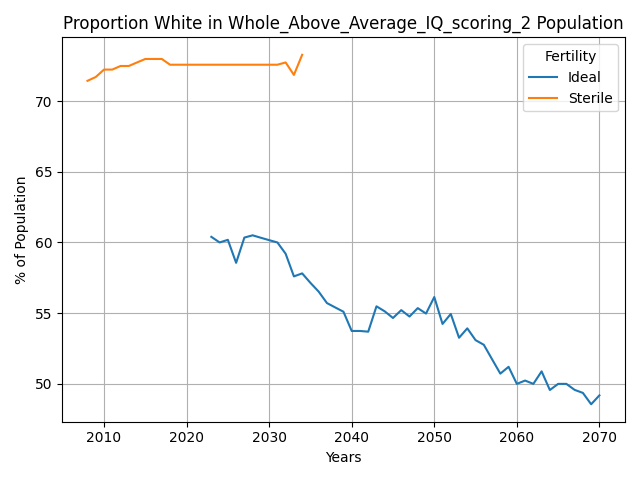 Proportion White in Whole_Above_Average_IQ_scoring_2 Population
Fertility
Ideal
Sterile
% of Population
70
65
60
55
50
2010 2020 2030 2040 2050 2060 2070
Years